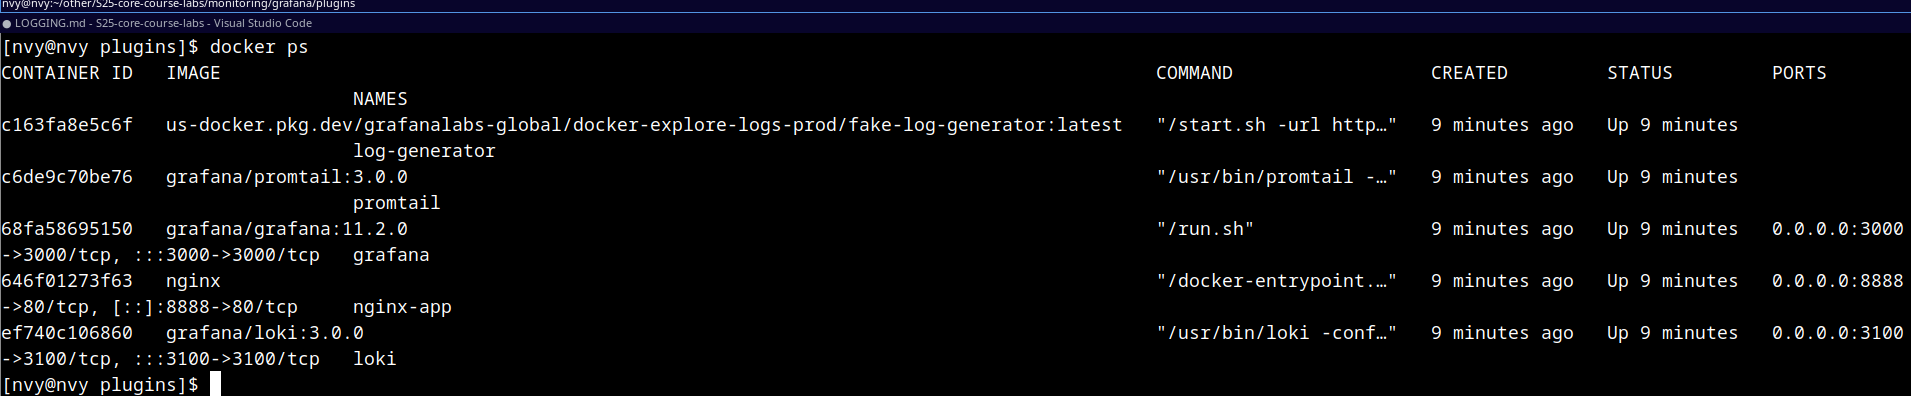 nvy@nvy:~/other/S25-core-course-labs/monitoring/grafana/plugins
● LOGGING.md - S25-core-course-labs - Visual Studio Code
[nvy@nvy plugins]$ docker ps
CONTAINER ID   IMAGE                                                                                      COMMAND                  CREATED         STATUS         PORTS
                                NAMES
c163fa8e5c6f   us-docker.pkg.dev/grafanalabs-global/docker-explore-logs-prod/fake-log-generator:latest   "/start.sh -url http…"   9 minutes ago   Up 9 minutes
                                log-generator
c6de9c70be76   grafana/promtail:3.0.0                                                                     "/usr/bin/promtail -…"   9 minutes ago   Up 9 minutes
                                promtail
68fa58695150   grafana/grafana:11.2.0                                                                     "/run.sh"                9 minutes ago   Up 9 minutes   0.0.0.0:3000
->3000/tcp, :::3000->3000/tcp   grafana
646f01273f63   nginx                                                                                      "/docker-entrypoint.…"   9 minutes ago   Up 9 minutes   0.0.0.0:8888
->80/tcp, [::]:8888->80/tcp     nginx-app
ef740c106860   grafana/loki:3.0.0                                                                         "/usr/bin/loki -conf…"   9 minutes ago   Up 9 minutes   0.0.0.0:3100
->3100/tcp, :::3100->3100/tcp   loki
[nvy@nvy plugins]$